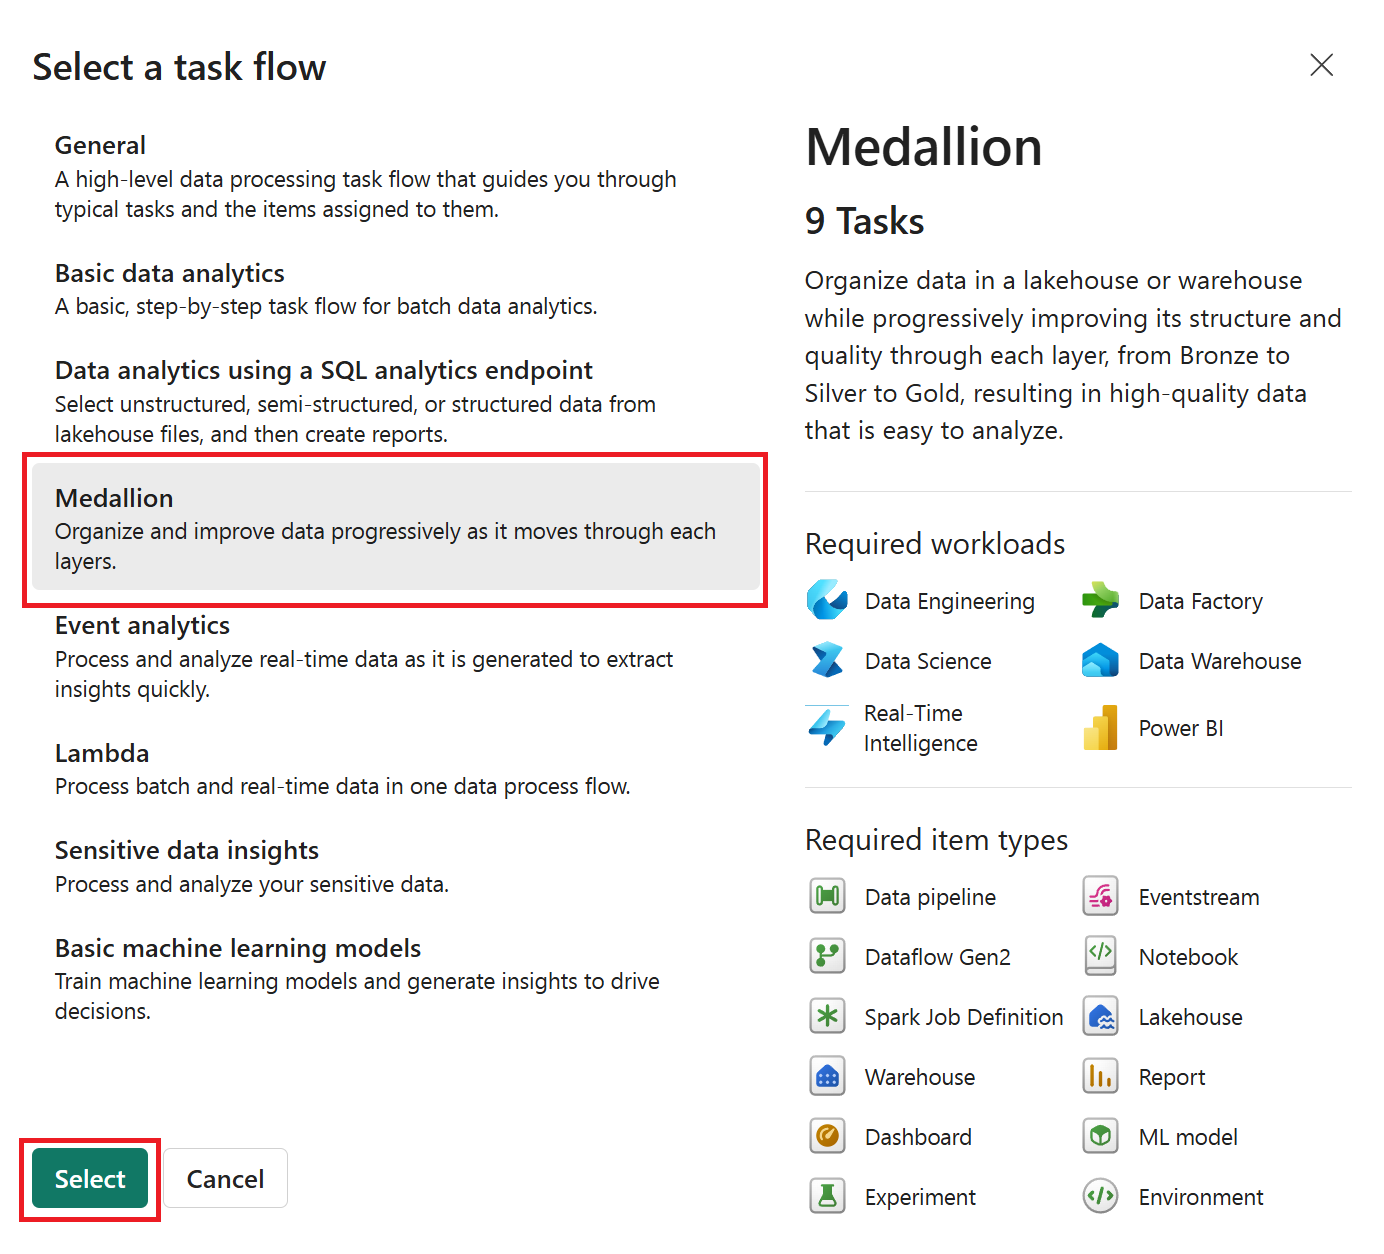 Select a task flow
General
A high-level data processing task flow that guides you through
typical tasks and the items assigned to them.
Basic data analytics
A basic, step-by-step task flow for batch data analytics.
Data analytics using a SQL analytics endpoint
Select unstructured, semi-structured, or structured data from
lakehouse files, and then create reports.
Medallion
Organize and improve data progressively as it moves through each
layers.
Event analytics
Process and analyze real-time data as it is generated to extract
insights quickly.
Lambda
Process batch and real-time data in one data process flow.
Sensitive data insights
Process and analyze your sensitive data.
Basic machine learning models
Train machine learning models and generate insights to drive
decisions.
Select
Cancel
Medallion
9 Tasks
Organize data in a lakehouse or warehouse
while progressively improving its structure and
quality through each layer, from Bronze to
Silver to Gold, resulting in high-quality data
that is easy to analyze.
Required workloads
Data Engineering
Data Factory
Data Science
Data Warehouse
Real-Time
Intelligence
Power BI
Required item types
Data pipeline
Eventstream
Dataflow Gen2
Notebook
Spark Job Definition
Lakehouse
Warehouse
Report
Dashboard
ML model
Experiment
Environment